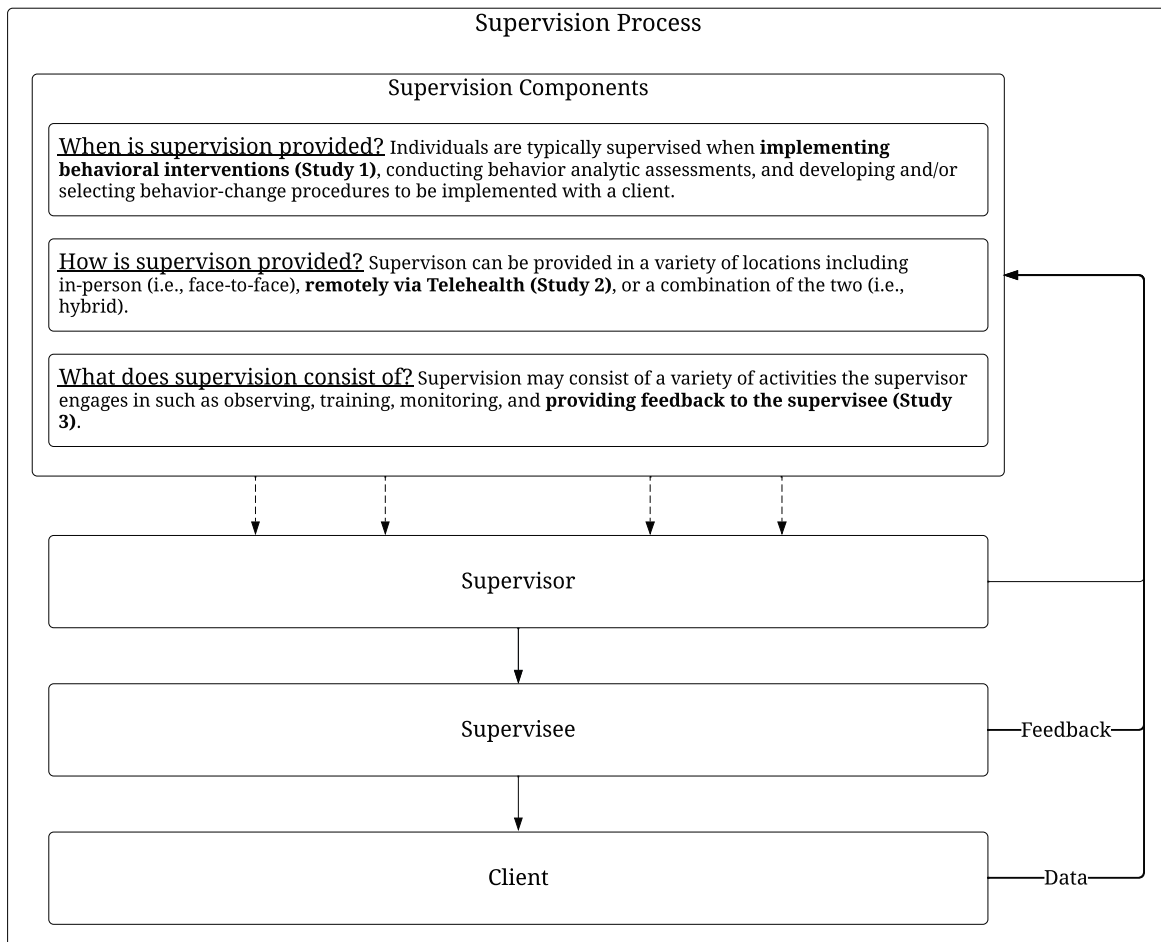 Supervision Process
Supervision Components
When is supervision provided? Individuals are typically supervised when implementing
behavioral interventions (Study 1), conducting behavior analytic assessments, and developing and/or
selecting behavior-change procedures to be implemented with a client.
How is supervison provided? Supervison can be provided in a variety of locations including
in-person (i.e., face-to-face), remotely via Telehealth (Study 2), or a combination of the two (i.e.,
hybrid).
What does supervision consist of? Supervision may consist of a variety of activities the supervisor
engages in such as observing, training, monitoring, and providing feedback to the supervisee (Study
3).
Supervisor
Supervisee
Feedback
Client
Data